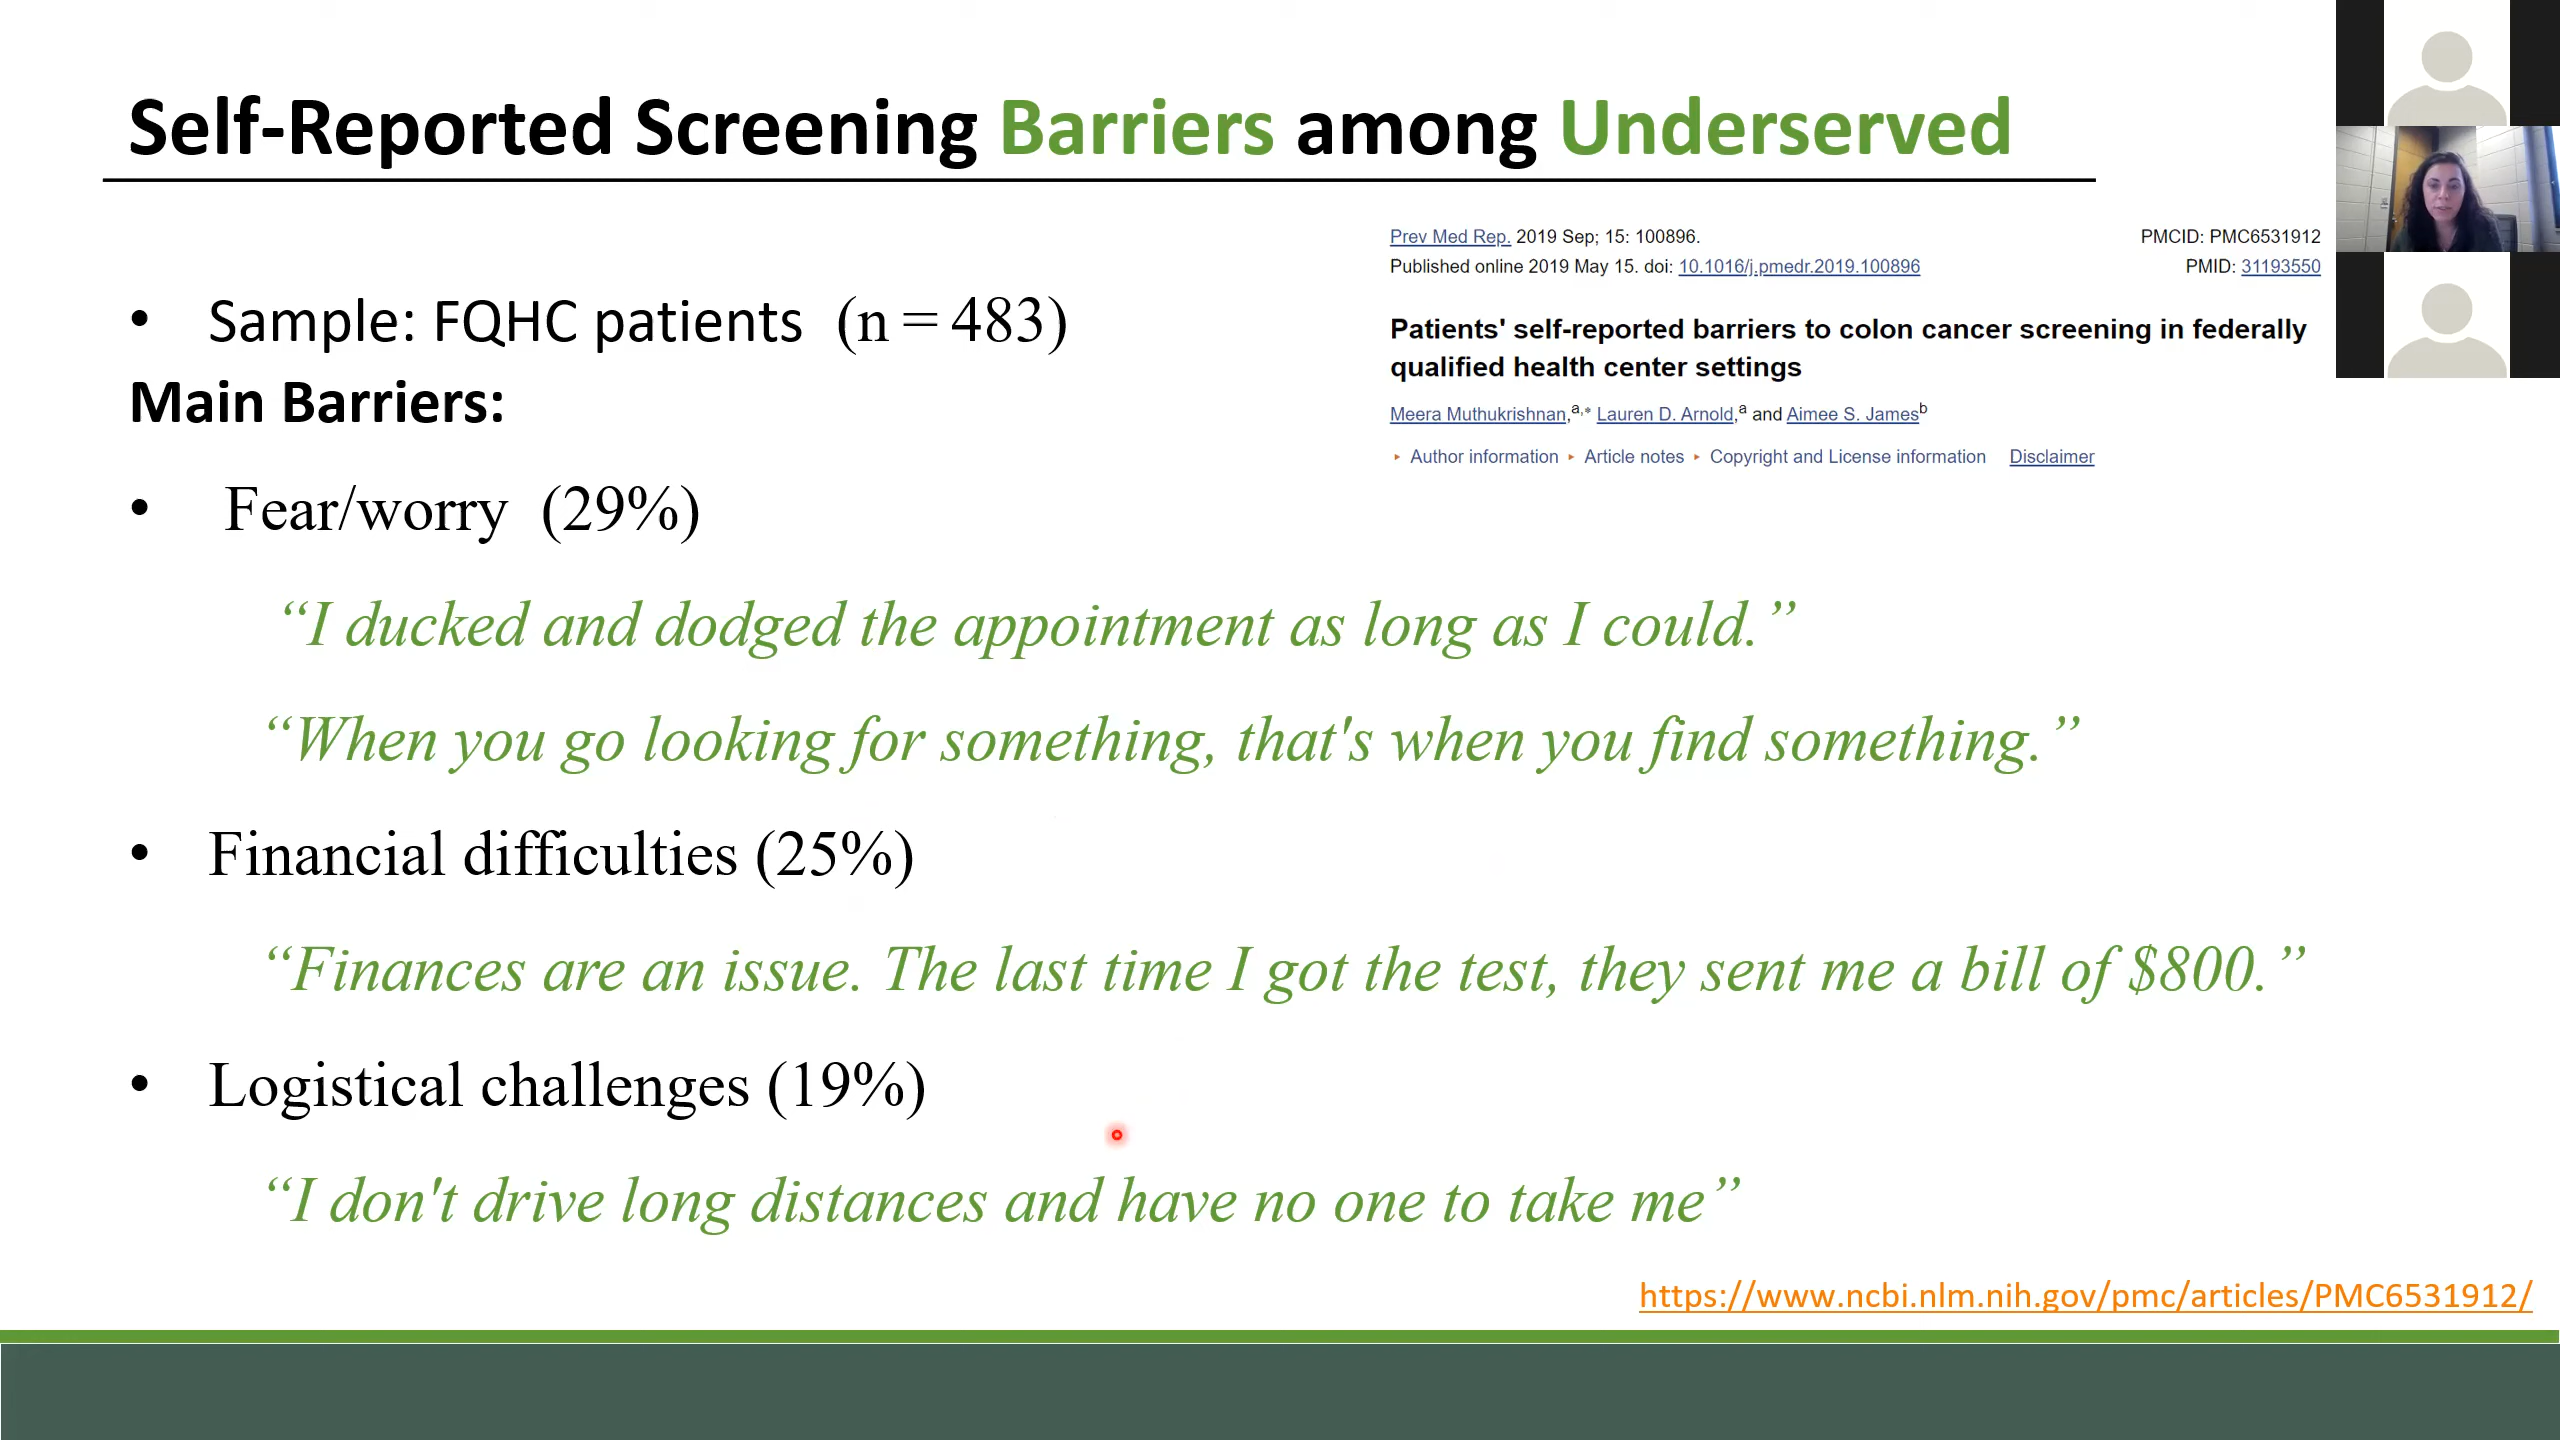 Self-Reported Screening Barriers among Underserved
Prev Med Rep. 2019 Sep; 15: 100896.
PMCID: PMC6531912
Published online 2019 May 15. doi: 10.1016/j.pmedr.2019.100896
PMID: 31193550
Patients' self-reported barriers to colon cancer screening in federally
qualified health center settings
Meera Muthukrishnan,a,* Lauren D. Arnold,a and Aimee S. Jamesb
‣ Author information ‣ Article notes ‣ Copyright and License information Disclaimer
• Sample: FQHC patients (n = 483)
Main Barriers:
• Fear/worry (29%)
“I ducked and dodged the appointment as long as I could.”
“When you go looking for something, that's when you find something.”
• Financial difficulties (25%)
“Finances are an issue. The last time I got the test, they sent me a bill of $800.”
• Logistical challenges (19%)
“I don't drive long distances and have no one to take me”
https://www.ncbi.nlm.nih.gov/pmc/articles/PMC6531912/